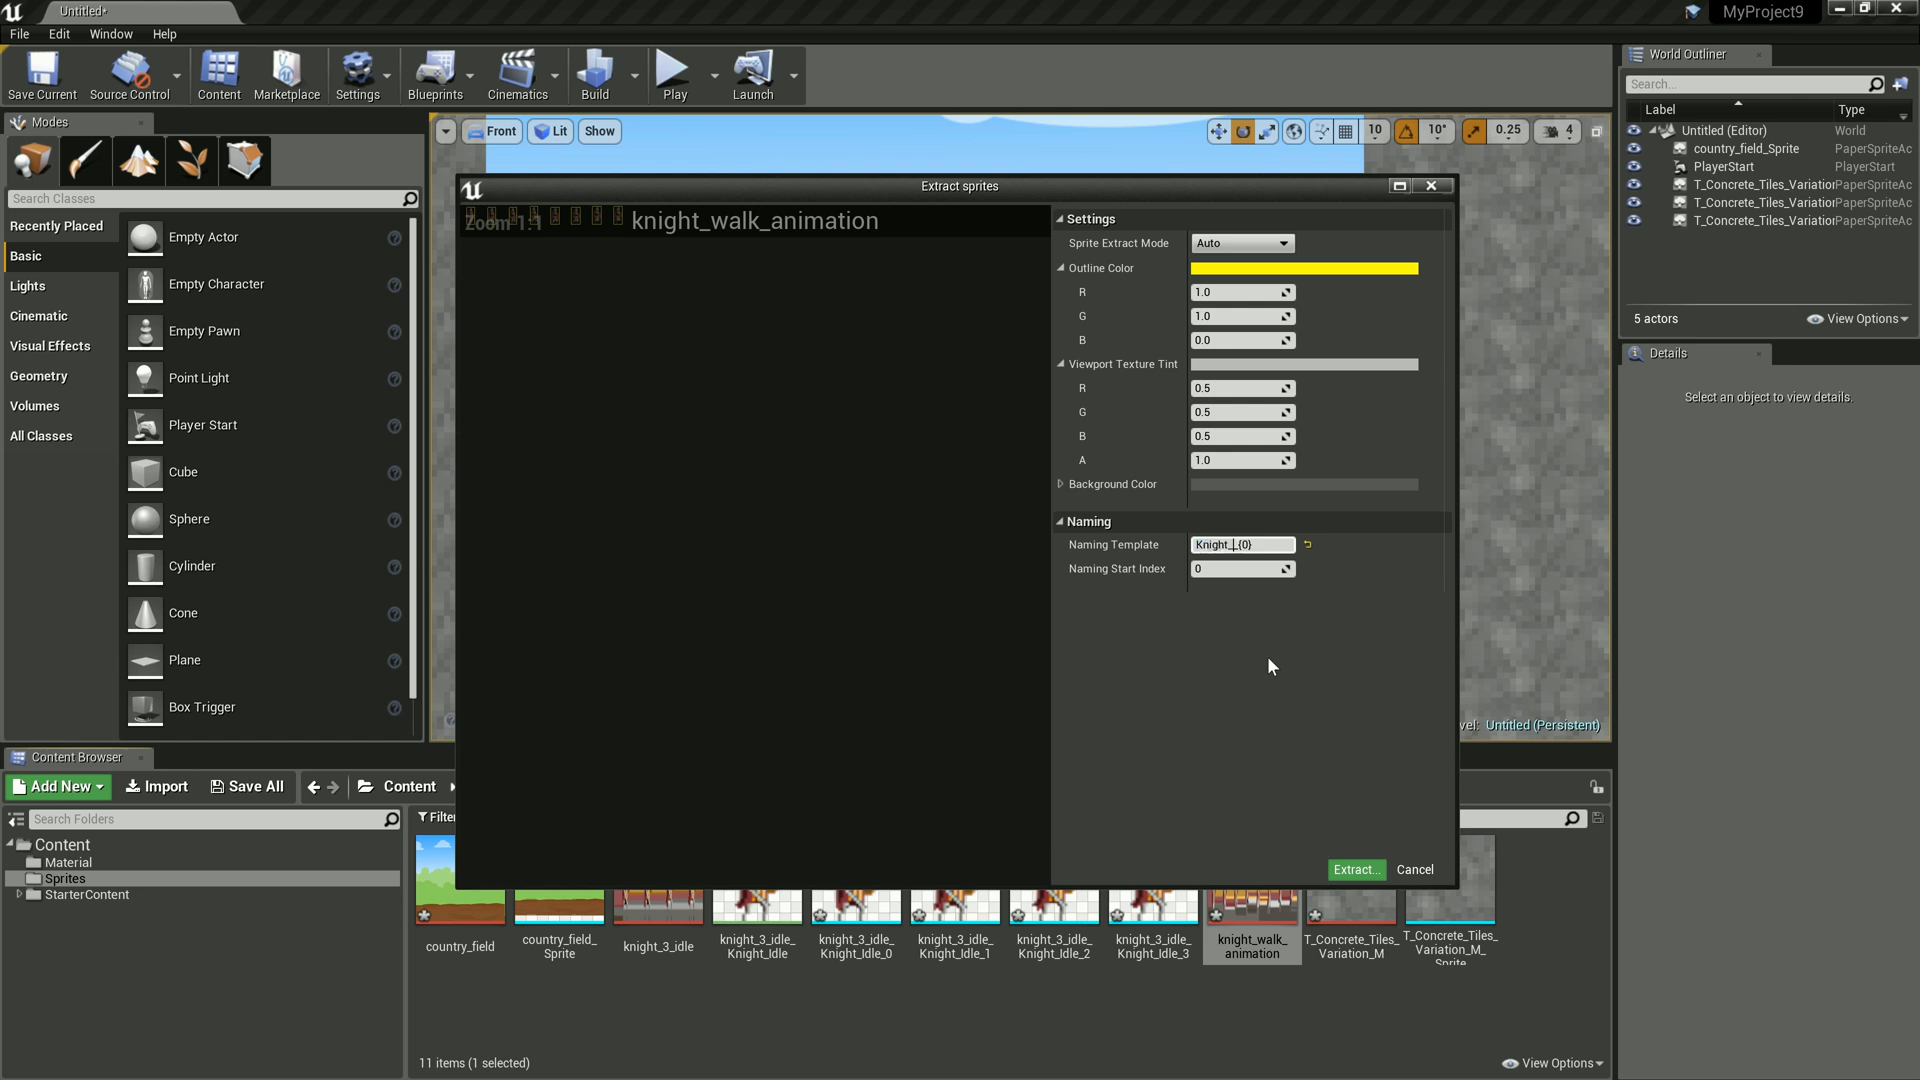 Untitled*
MyProject9
File Edit Window Help
Save Current Source Control Content Marketplace Settings Blueprints Cinematics Build Play Launch
Modes
Search Classes
Recently Placed
Basic
Lights
Cinematic
Visual Effects
Geometry
Volumes
All Classes
Empty Actor
Empty Character
Empty Pawn
Point Light
Player Start
Cube
Sphere
Cylinder
Cone
Plane
Box Trigger
Front Lit Show
10 10° 0.25 4
Extract sprites
Zoom 1:1
knight_walk_animation
Settings
Sprite Extract Mode Auto
Outline Color
R 1.0
G 1.0
B 0.0
Viewport Texture Tint
R 0.5
G 0.5
B 0.5
A 1.0
Background Color
Naming
Naming Template Knight_{0}
Naming Start Index 0
Extract... Cancel
vel: Untitled (Persistent)
World Outliner
Search...
Label Type
Untitled (Editor) World
country_field_Sprite PaperSpriteAc
PlayerStart PlayerStart
T_Concrete_Tiles_Variation PaperSpriteAc
T_Concrete_Tiles_Variation PaperSpriteAc
T_Concrete_Tiles_Variation PaperSpriteAc
5 actors View Options
Details
Select an object to view details.
Content Browser
Add New Import Save All Content
Search Folders
Content
Material
Sprites
StarterContent
Filte
country_field
country_field_
Sprite
knight_3_idle
knight_3_idle_
Knight_Idle
knight_3_idle_
Knight_Idle_0
knight_3_idle_
Knight_Idle_1
knight_3_idle_
Knight_Idle_2
knight_3_idle_
Knight_Idle_3
knight_walk_
animation
T_Concrete_Tiles_
Variation_M
T_Concrete_Tiles_
Variation_M_
Sprite
11 items (1 selected)
View Options